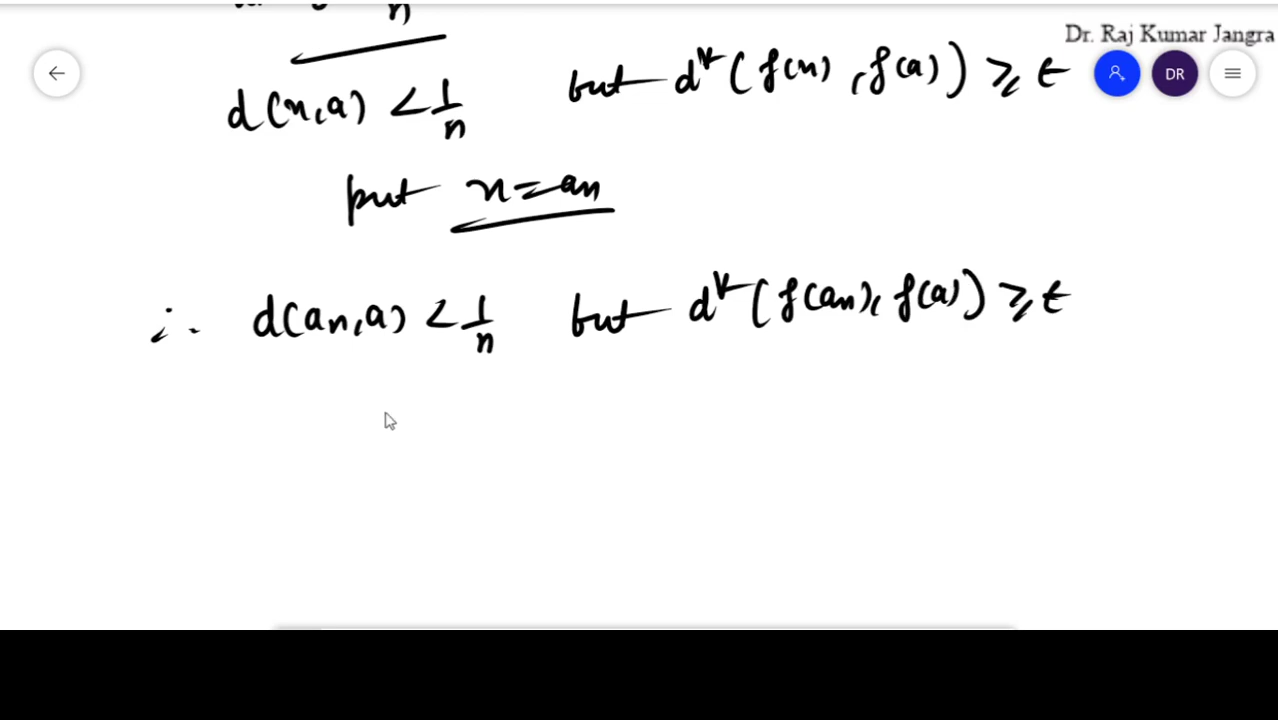 n
Dr. Raj Kumar Jangra
d(x,a) < 1/n but d*(f(x), f(a)) ≥ ε
DR
put x = an
∴ d(an,a) < 1/n but d*(f(an), f(a)) ≥ ε